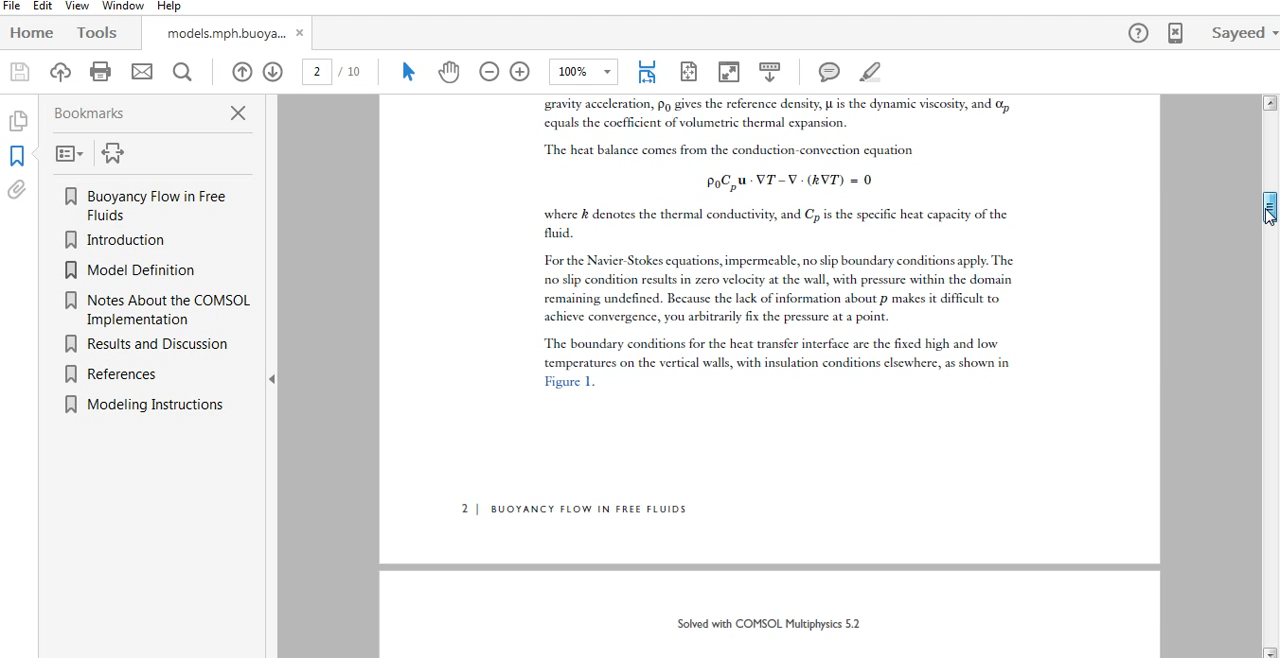 File Edit View Window Help
Home Tools models.mph.buoya... × Sayeed
2 / 10 100%
Bookmarks
Buoyancy Flow in Free
Fluids
Introduction
Model Definition
Notes About the COMSOL
Implementation
Results and Discussion
References
Modeling Instructions
gravity acceleration, ρ₀ gives the reference density, μ is the dynamic viscosity, and αₚ
equals the coefficient of volumetric thermal expansion.
The heat balance comes from the conduction-convection equation
ρ₀Cₚu · ∇T – ∇ · (k∇T) = 0
where k denotes the thermal conductivity, and Cₚ is the specific heat capacity of the
fluid.
For the Navier-Stokes equations, impermeable, no slip boundary conditions apply. The
no slip condition results in zero velocity at the wall, with pressure within the domain
remaining undefined. Because the lack of information about p makes it difficult to
achieve convergence, you arbitrarily fix the pressure at a point.
The boundary conditions for the heat transfer interface are the fixed high and low
temperatures on the vertical walls, with insulation conditions elsewhere, as shown in
Figure 1.
2 | BUOYANCY FLOW IN FREE FLUIDS
Solved with COMSOL Multiphysics 5.2